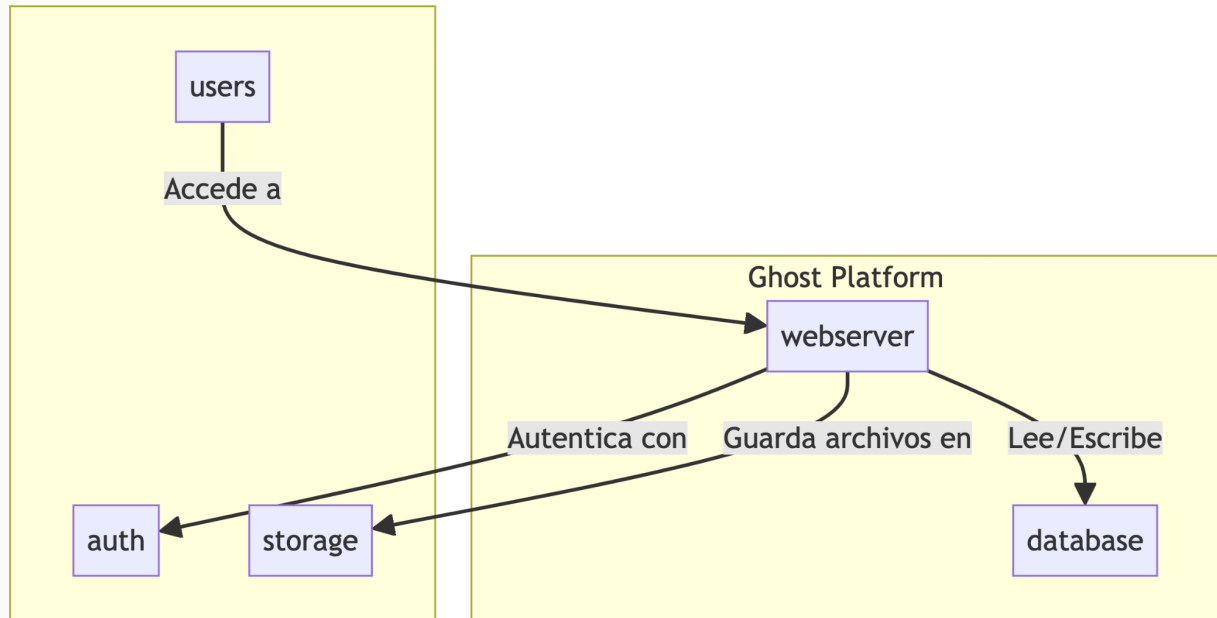 users
Accede a
Ghost Platform
webserver
Autentica con
Guarda archivos en
Lee/Escribe
auth
storage
database